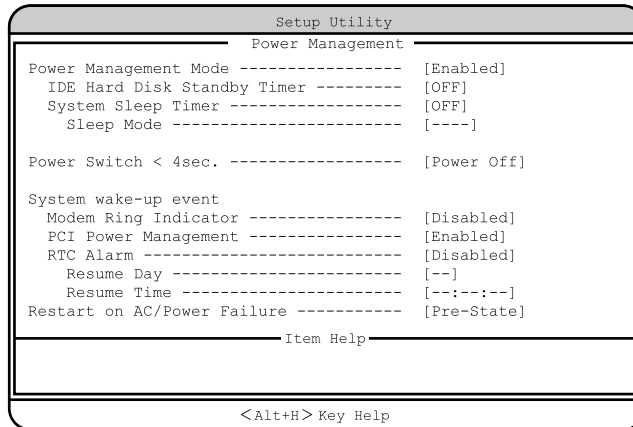 Setup Utility
Power Management
Power Management Mode ----------------- [Enabled]
IDE Hard Disk Standby Timer --------- [OFF]
System Sleep Timer ------------------ [OFF]
Sleep Mode ------------------------ [----]
Power Switch < 4sec. ------------------ [Power Off]
System wake-up event
Modem Ring Indicator ---------------- [Disabled]
PCI Power Management ---------------- [Enabled]
RTC Alarm --------------------------- [Disabled]
Resume Day ------------------------ [--]
Resume Time ----------------------- [--:--:--]
Restart on AC/Power Failure ----------- [Pre-State]
Item Help
<Alt+H> Key Help